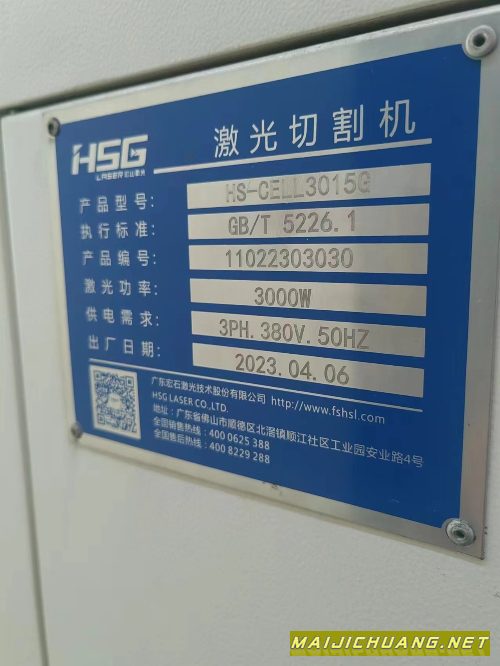 HSG
LASER 宏山激光
激光切割机
产品型号: HS-CELL3015G
执行标准: GB/T 5226.1
产品编号: 11022303030
激光功率: 3000W
供电需求: 3PH.380V.50HZ
出厂日期: 2023.04.06
广东宏石激光技术股份有限公司 http://www.fshsl.com
HSG LASER CO.,LTD.
地址: 广东省佛山市顺德区北滘镇顺江社区工业园安业路4号
全国销售热线: 400 0625 388
全国售后热线: 400 8229 288
MAIJICHUANG.NET